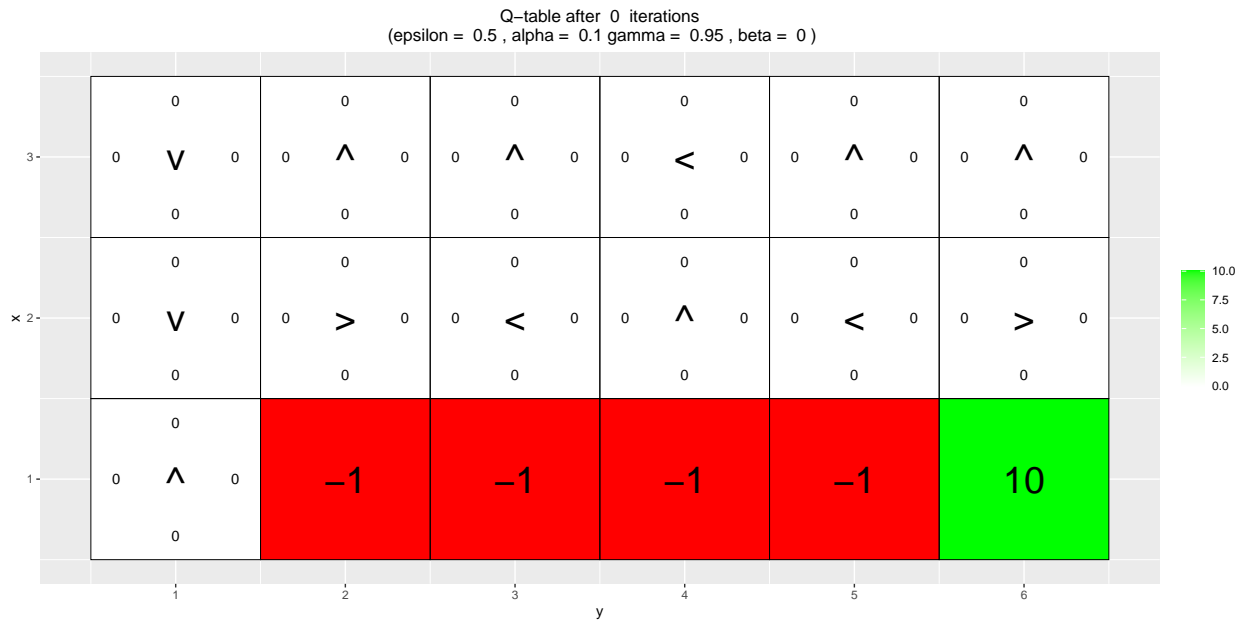 Q−table after 0 iterations
(epsilon = 0.5 , alpha = 0.1 gamma = 0.95 , beta = 0 )
0 0 0 0 0 0
3 0 V 0 0 ^ 0 0 ^ 0 0 < 0 0 ^ 0 0 ^ 0
0 0 0 0 0 0
0 0 0 0 0 0
x 2 0 V 0 0 > 0 0 < 0 0 ^ 0 0 < 0 0 > 0
0 0 0 0 0 0
0
1 0 ^ 0 −1 −1 −1 −1 10
0
1 2 3 4 5 6
y
10.0
7.5
5.0
2.5
0.0